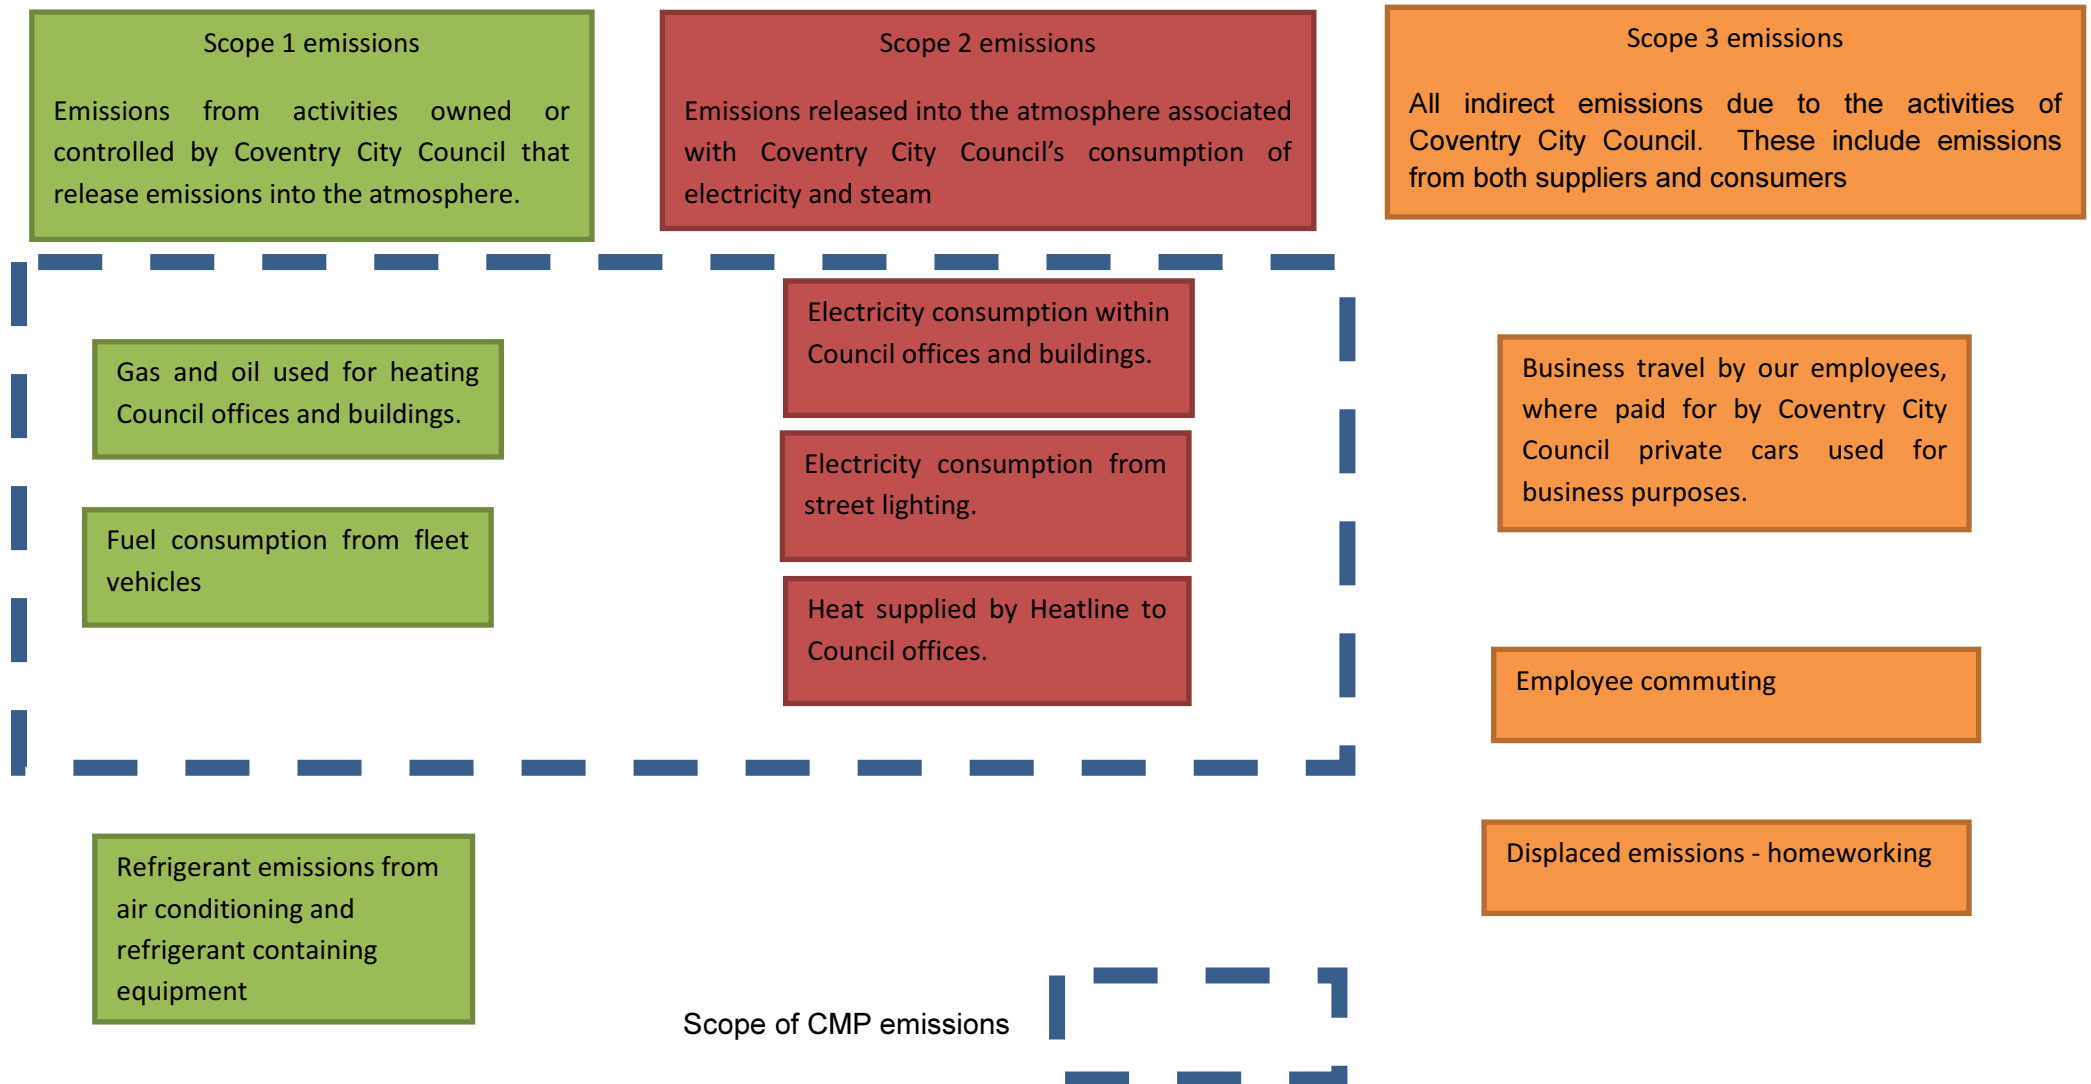 Scope 1 emissions
Emissions from activities owned or
controlled by Coventry City Council that
release emissions into the atmosphere.
Scope 2 emissions
Emissions released into the atmosphere associated
with Coventry City Council’s consumption of
electricity and steam
Scope 3 emissions
All indirect emissions due to the activities of
Coventry City Council. These include emissions
from both suppliers and consumers
Gas and oil used for heating
Council offices and buildings.
Fuel consumption from fleet
vehicles
Electricity consumption within
Council offices and buildings.
Electricity consumption from
street lighting.
Heat supplied by Heatline to
Council offices.
Business travel by our employees,
where paid for by Coventry City
Council private cars used for
business purposes.
Employee commuting
Displaced emissions - homeworking
Refrigerant emissions from
air conditioning and
refrigerant containing
equipment
Scope of CMP emissions